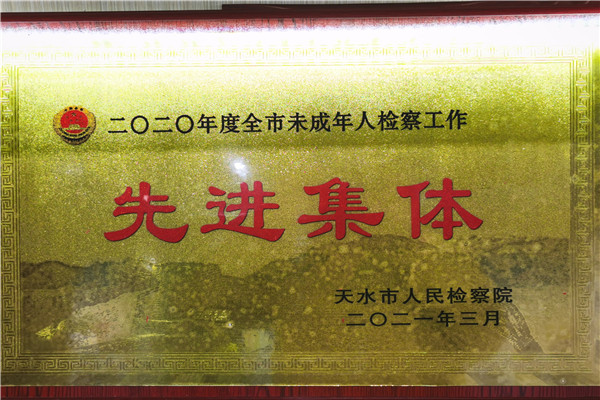 二〇二〇年度全市未成年人检察工作
先进集体
天水市人民检察院
二〇二一年三月